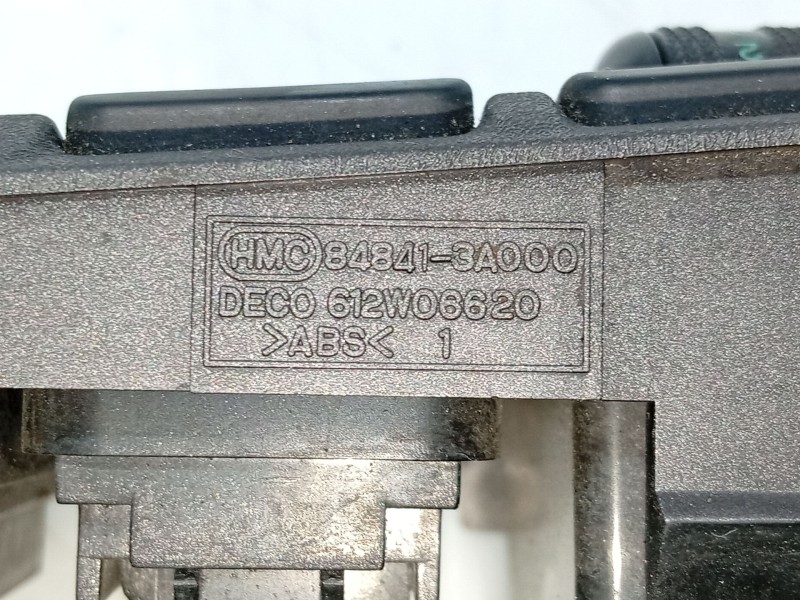 HMC 84841-3A000
DECO 612W06620
>ABS< 1